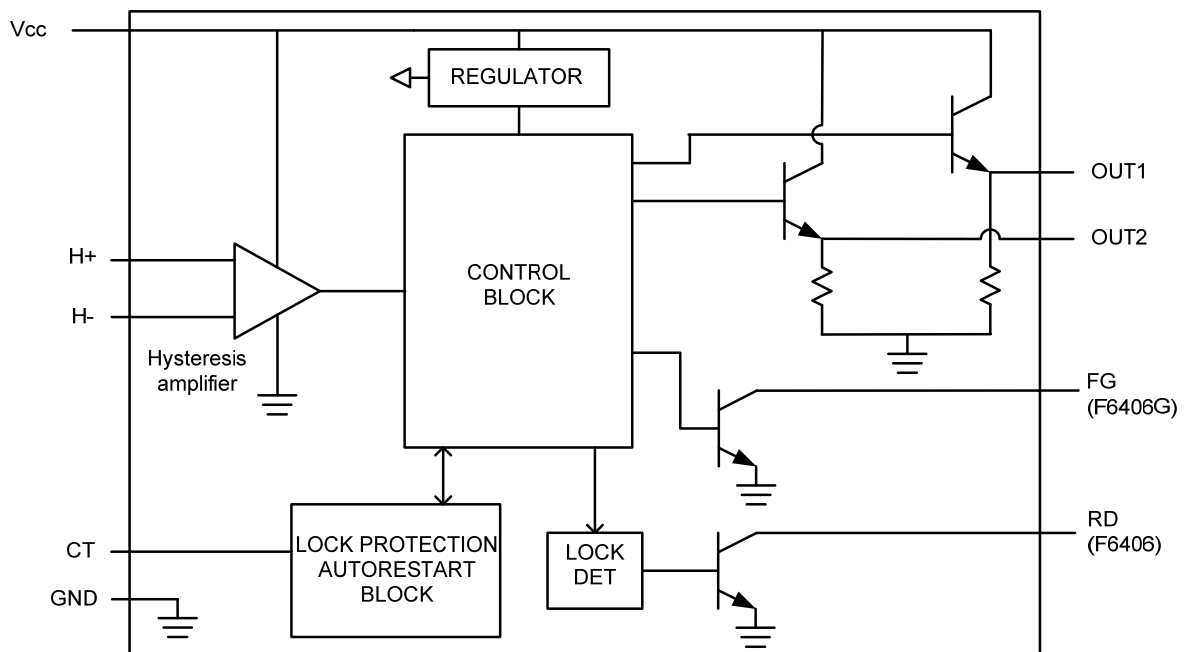 Vcc
REGULATOR
OUT1
OUT2
H+
H-
CONTROL
BLOCK
Hysteresis
amplifier
FG
(F6406G)
CT
LOCK PROTECTION
AUTORESTART
BLOCK
LOCK
DET
RD
(F6406)
GND